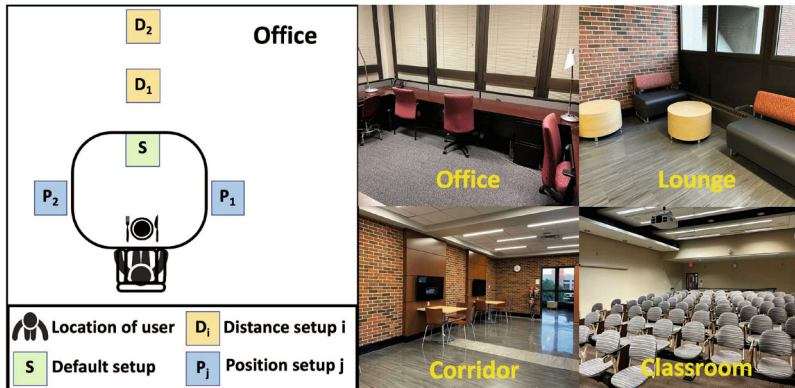 D₂
Office
D₁
S
P₂
P₁
Location of user
Dᵢ Distance setup i
S Default setup
Pⱼ Position setup j
Office
Lounge
Corridor
Classroom